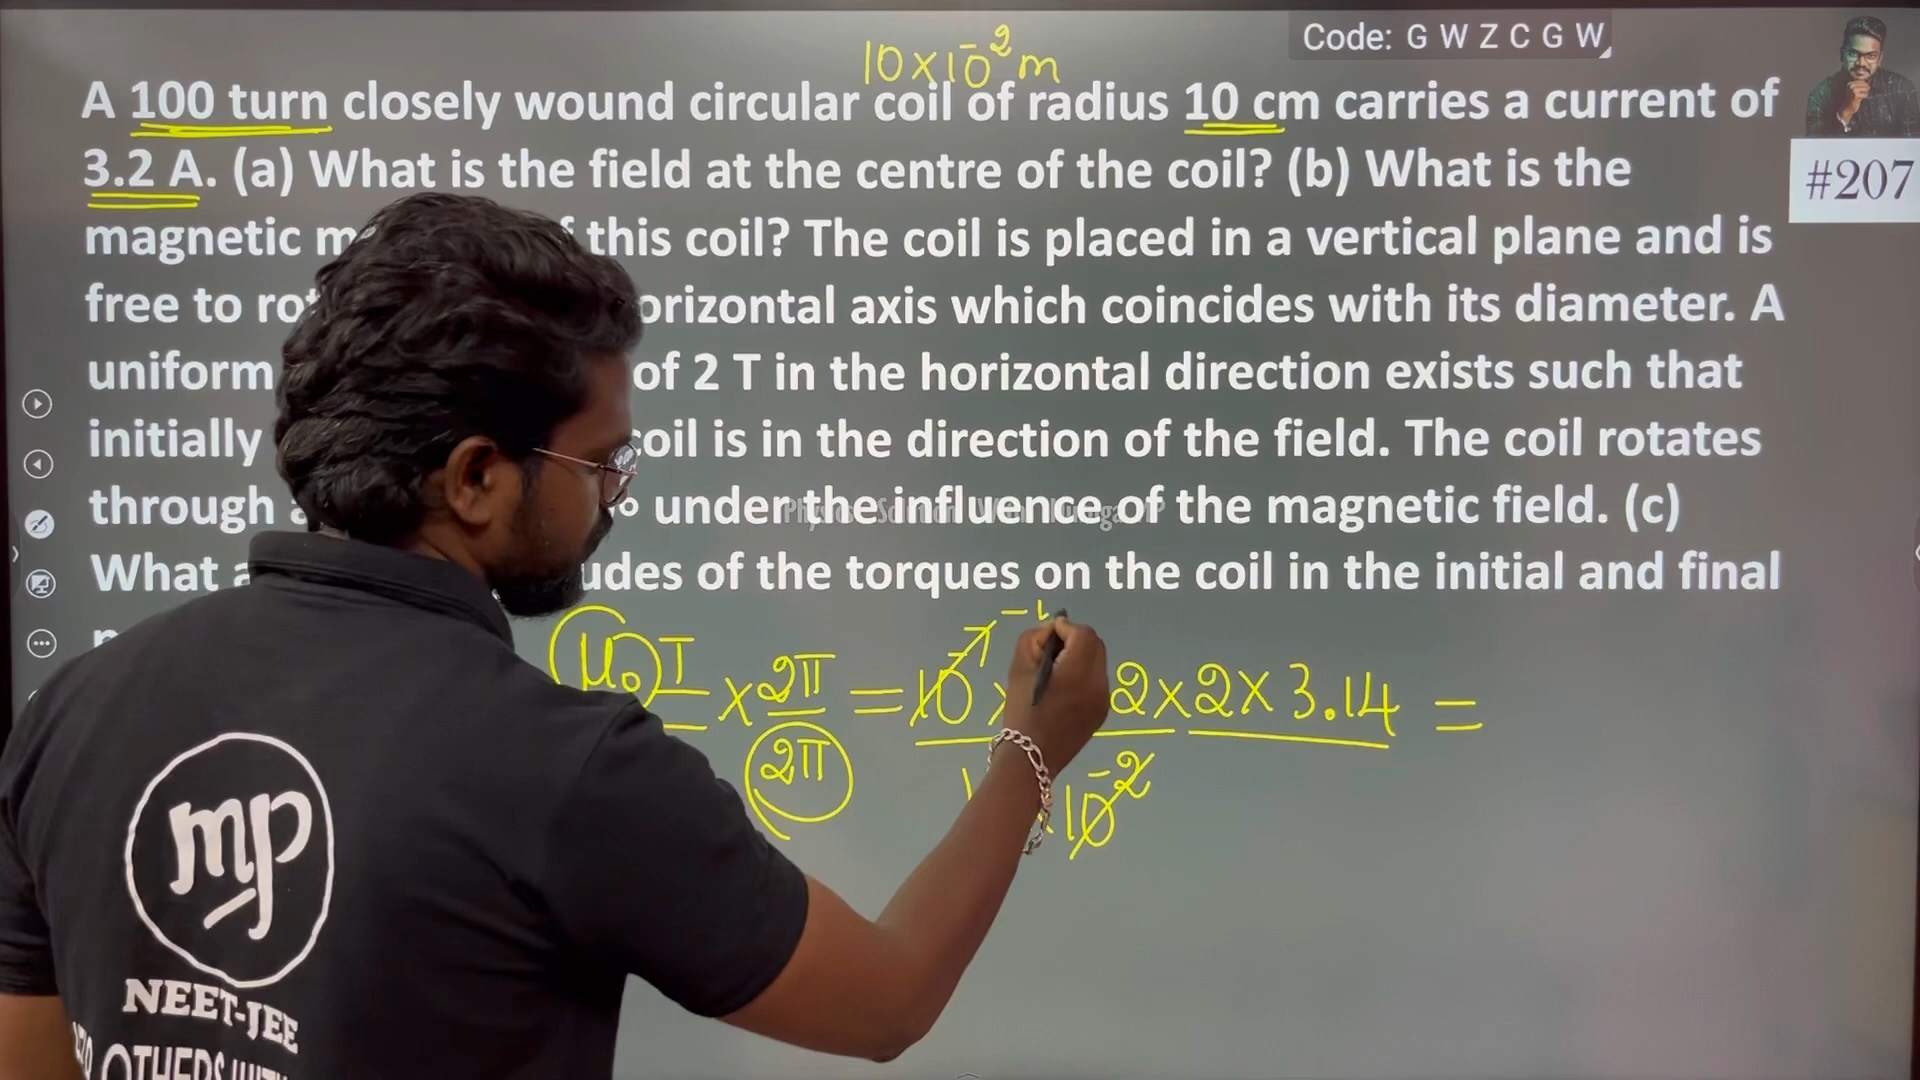 Code: G W Z C G W
10×10⁻²m
A 100 turn closely wound circular coil of radius 10 cm carries a current of
#207
3.2 A. (a) What is the field at the centre of the coil? (b) What is the
magnetic this coil? The coil is placed in a vertical plane and is
free to orizontal axis which coincides with its diameter. A
uniform of 2 T in the horizontal direction exists such that
initially coil is in the direction of the field. The coil rotates
through under the influence of the magnetic field. (c)
What udes of the torques on the coil in the initial and final
μ₀I × 2π = 10⁻⁷ 2 × 2 × 3.14 =
2π 10⁻²
mp
NEET-JEE
OTHERS